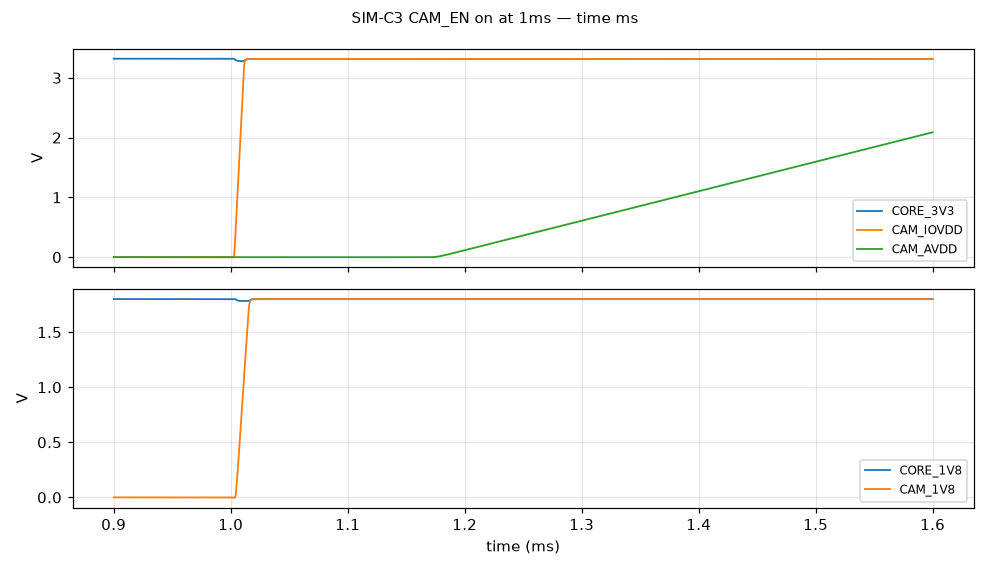 SIM-C3 CAM_EN on at 1ms — time ms
3
2
1
0
V
CORE_3V3
CAM_IOVDD
CAM_AVDD
1.5
1.0
0.5
0.0
V
CORE_1V8
CAM_1V8
0.9 1.0 1.1 1.2 1.3 1.4 1.5 1.6
time (ms)